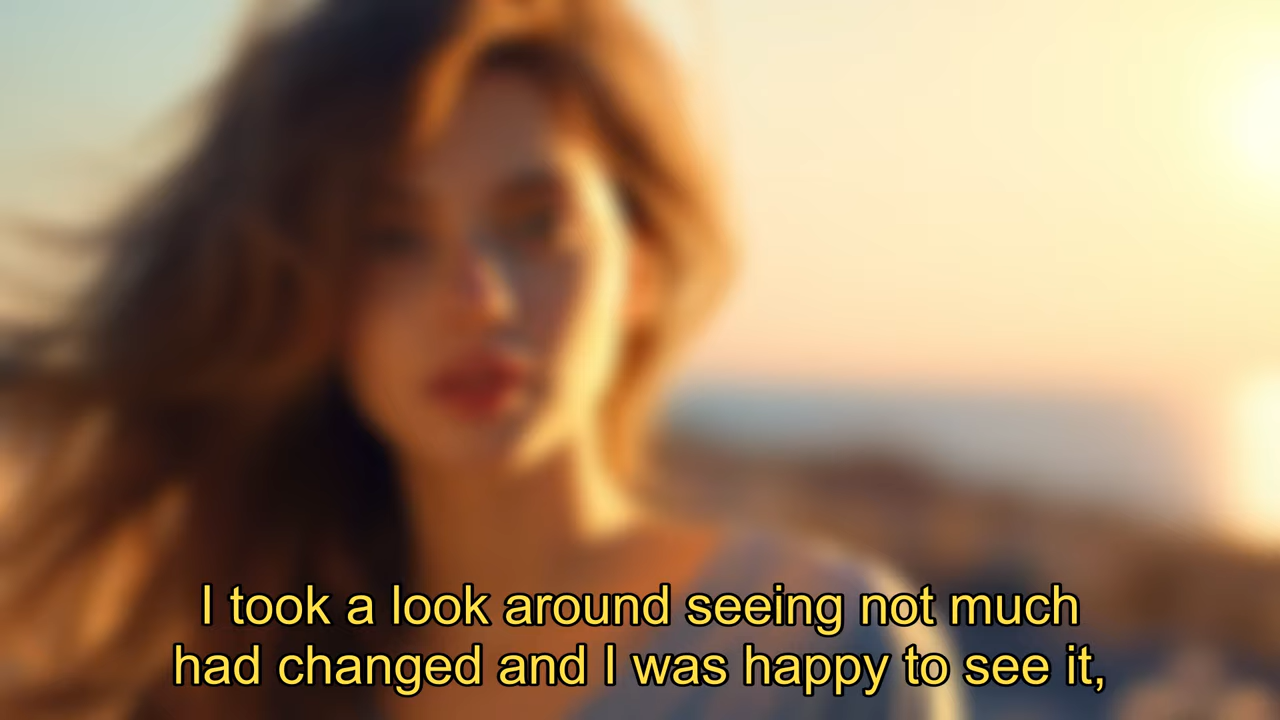 I took a look around seeing not much
had changed and I was happy to see it,